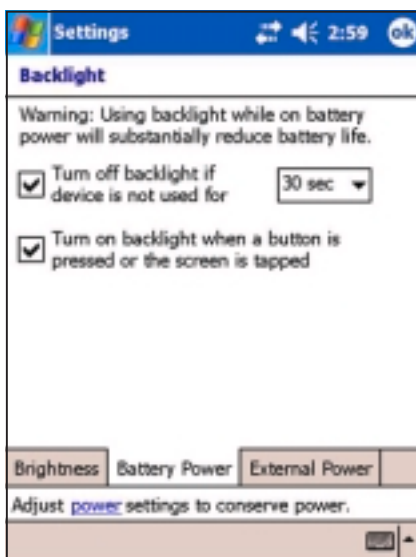 Settings 2:59 ok
Backlight
Warning: Using backlight while on battery
power will substantially reduce battery life.
Turn off backlight if
device is not used for 30 sec
Turn on backlight when a button is
pressed or the screen is tapped
Brightness Battery Power External Power
Adjust power settings to conserve power.